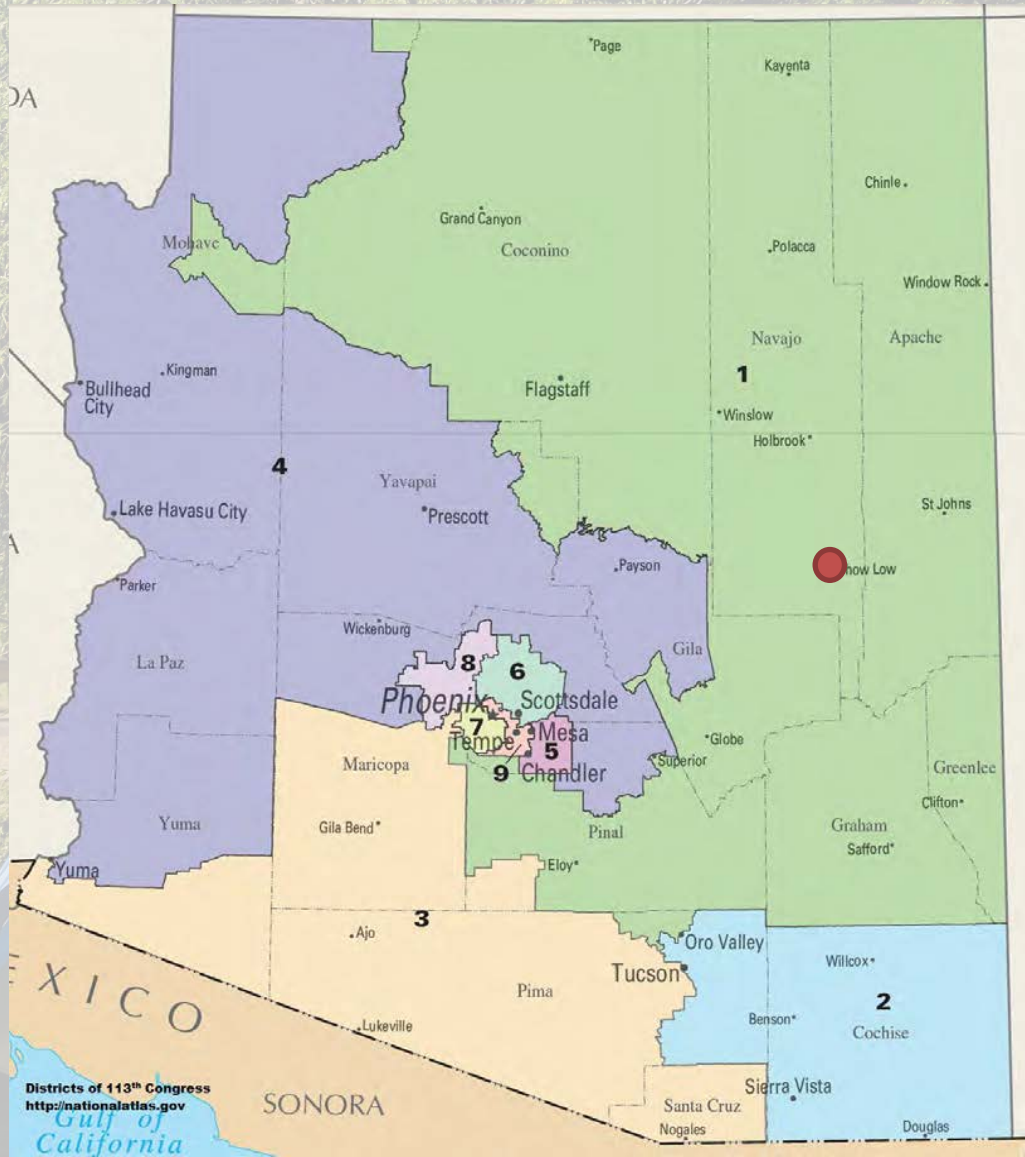 Page
Kayenta
DA
Chinle
Grand Canyon
Mohave
Coconino
Polacca
Window Rock
Navajo
Apache
Kingman
1
Bullhead
City
Flagstaff
Winslow
Holbrook
4
Yavapai
Lake Havasu City
Prescott
St Johns
A
Payson
how Low
Parker
Wickenburg
La Paz
Gila
8
6
Phoenix
Scottsdale
7
Mesa
Tempe
5
Globe
Maricopa
9
Chandler
Superior
Greenlee
Clifton
Yuma
Gila Bend
Pinal
Graham
Safford
Eloy
Yuma
3
Ajo
Oro Valley
Tucson
Willcox
EXICO
Pima
2
Benson
Cochise
Lukeville
Districts of 113th Congress
http://nationalatlas.gov
SONORA
Sierra Vista
Santa Cruz
Gulf of
California
Nogales
Douglas